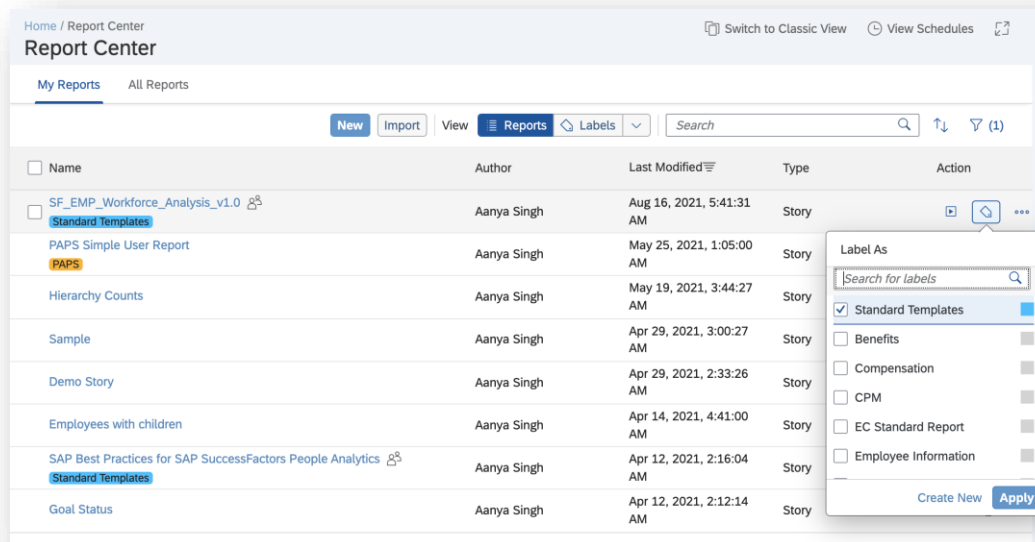 Home / Report Center
Switch to Classic View
View Schedules
Report Center
My Reports
All Reports
New
Import
View
Reports
Labels
Search
(1)
Name
Author
Last Modified
Type
Action
SF_EMP_Workforce_Analysis_v1.0
Standard Templates
Aanya Singh
Aug 16, 2021, 5:41:31
AM
Story
PAPS Simple User Report
PAPS
Aanya Singh
May 25, 2021, 1:05:00
AM
Story
Hierarchy Counts
Aanya Singh
May 19, 2021, 3:44:27
AM
Story
Sample
Aanya Singh
Apr 29, 2021, 3:00:27
AM
Story
Demo Story
Aanya Singh
Apr 29, 2021, 2:33:26
AM
Story
Employees with children
Aanya Singh
Apr 14, 2021, 4:41:00
AM
Story
SAP Best Practices for SAP SuccessFactors People Analytics
Standard Templates
Aanya Singh
Apr 12, 2021, 2:16:04
AM
Story
Goal Status
Aanya Singh
Apr 12, 2021, 2:12:14
AM
Story
Label As
Search for labels
Standard Templates
Benefits
Compensation
CPM
EC Standard Report
Employee Information
Create New
Apply